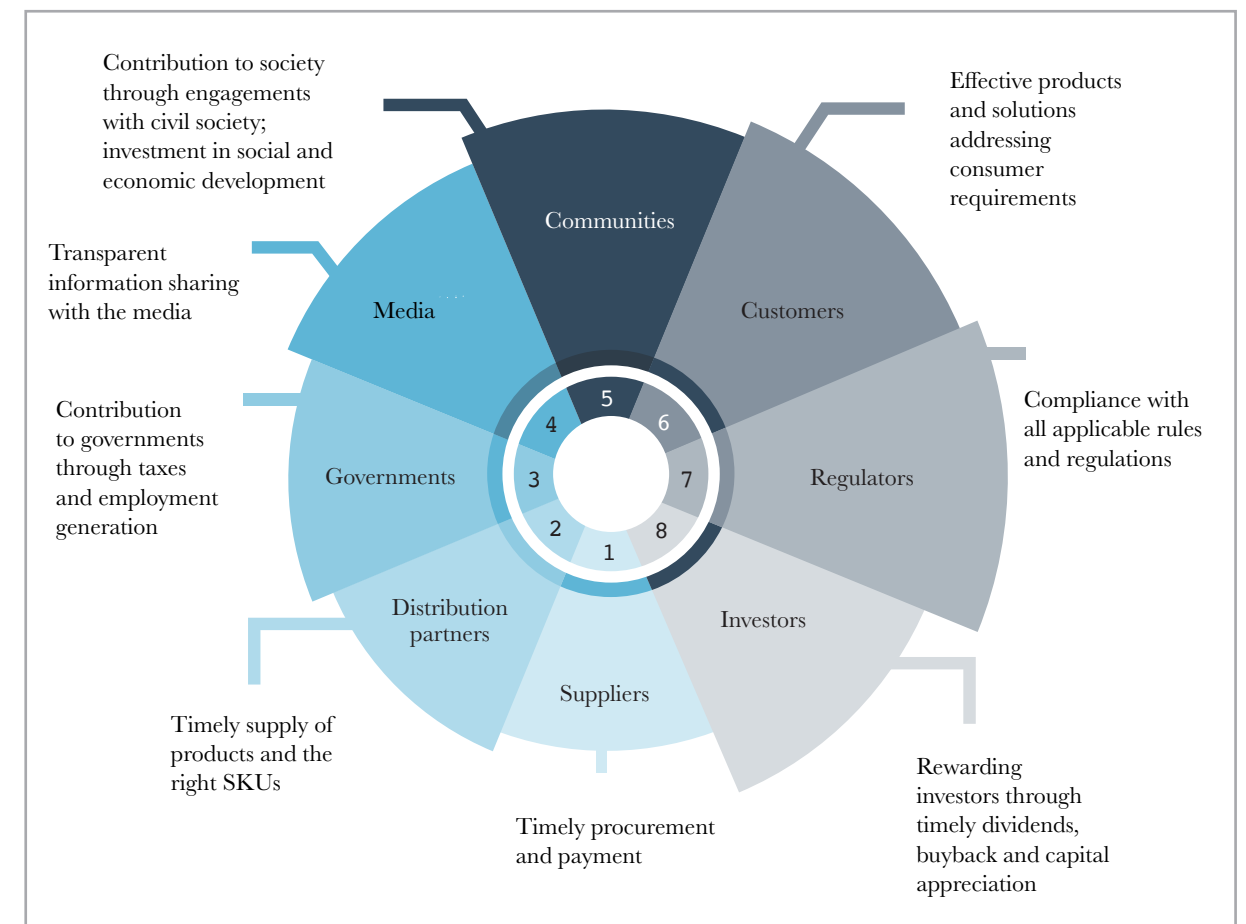 Contribution to society
through engagements
with civil society;
investment in social and
economic development
Effective products
and solutions
addressing
consumer
requirements
Communities
Transparent
information sharing
with the media
Media
Customers
Contribution
to governments
through taxes
and employment
generation
Compliance with
all applicable rules
and regulations
5
4
6
Governments
3
7
Regulators
2
8
1
Distribution
partners
Investors
Suppliers
Timely supply of
products and the
right SKUs
Timely procurement
and payment
Rewarding
investors through
timely dividends,
buyback and capital
appreciation